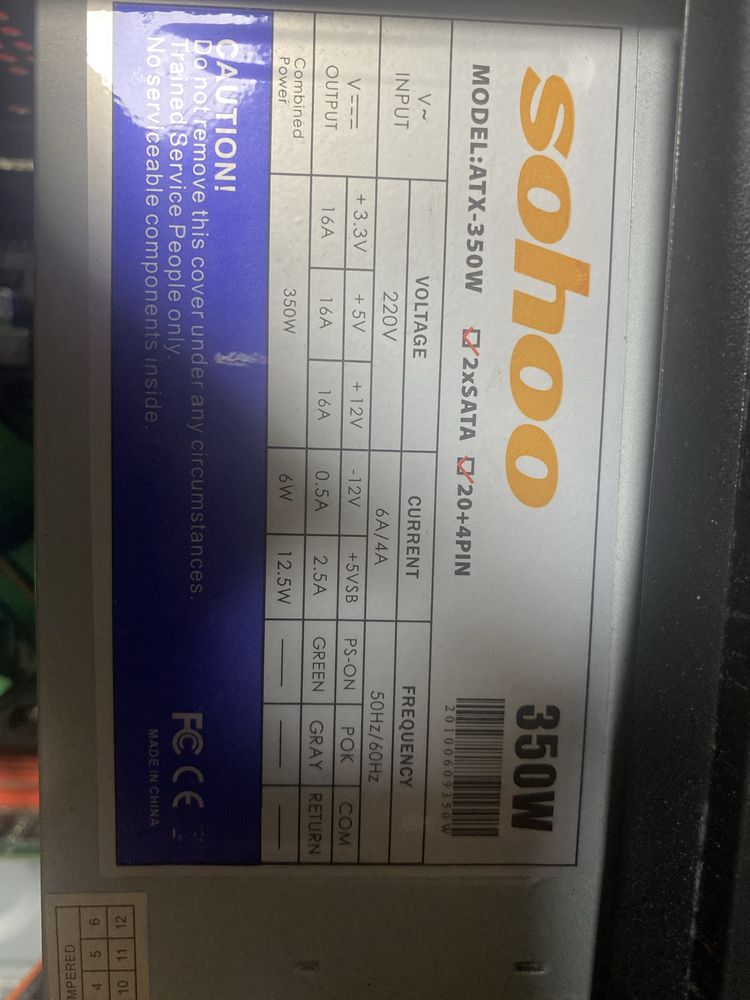 sohoo
350W
MODEL:ATX-350W 2xSATA 20+4PIN
20100609350W
V~ INPUT VOLTAGE CURRENT FREQUENCY
220V 6A/4A 50Hz/60Hz
V⎓ OUTPUT +3.3V +5V +12V -12V +5VSB PS-ON POK COM
16A 16A 16A 0.5A 2.5A GREEN GRAY RETURN
Combined Power 350W 6W 12.5W — — —
CAUTION!
Do not remove this cover under any circumstances.
Trained Service People only.
No serviceable components inside.
FC CE
MADE IN CHINA
6 12
5 11
4 10
MPERED